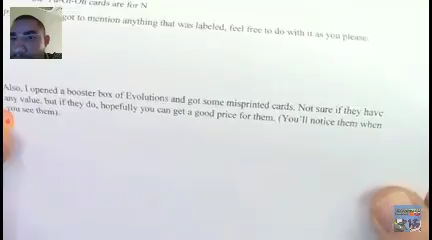 cards are for N
got to mention anything that was labeled, feel free to do with it as you please.
Also, I opened a booster box of Evolutions and got some misprinted cards. Not sure if they have
any value, but if they do, hopefully you can get a good price for them. (You'll notice them when
you see them).